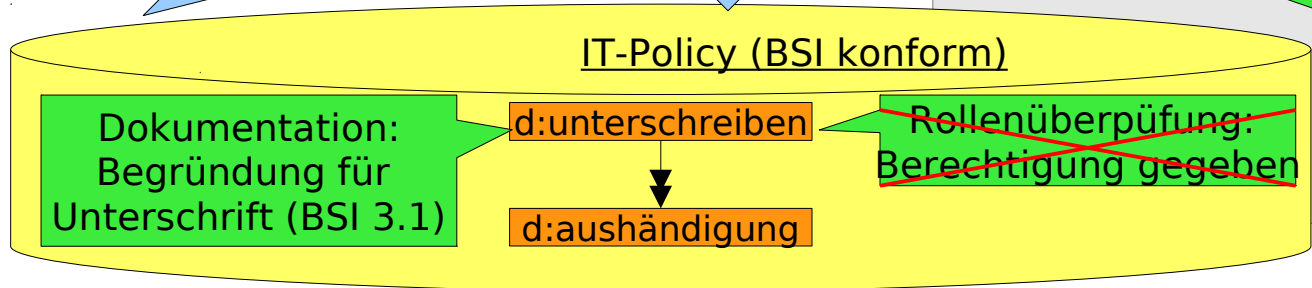 IT-Policy (BSI konform)
Dokumentation:
Begründung für
Unterschrift (BSI 3.1)
d:unterschreiben
d:aushändigung
Rollenüberpüfung:
Berechtigung gegeben